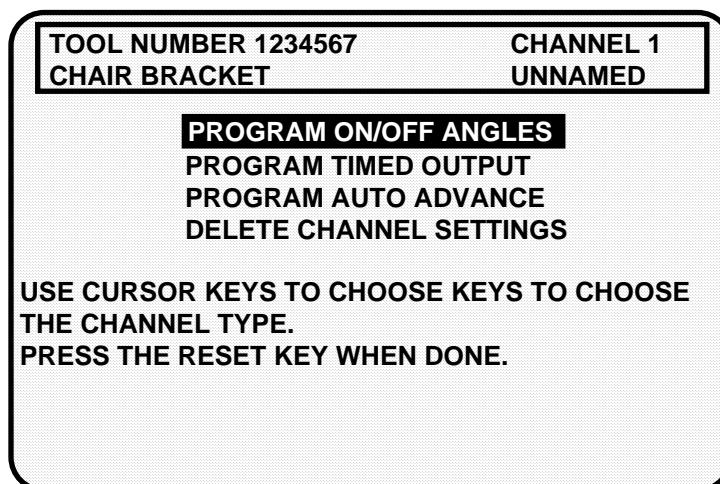 TOOL NUMBER 1234567 CHANNEL 1
CHAIR BRACKET UNNAMED
PROGRAM ON/OFF ANGLES
PROGRAM TIMED OUTPUT
PROGRAM AUTO ADVANCE
DELETE CHANNEL SETTINGS
USE CURSOR KEYS TO CHOOSE KEYS TO CHOOSE
THE CHANNEL TYPE.
PRESS THE RESET KEY WHEN DONE.